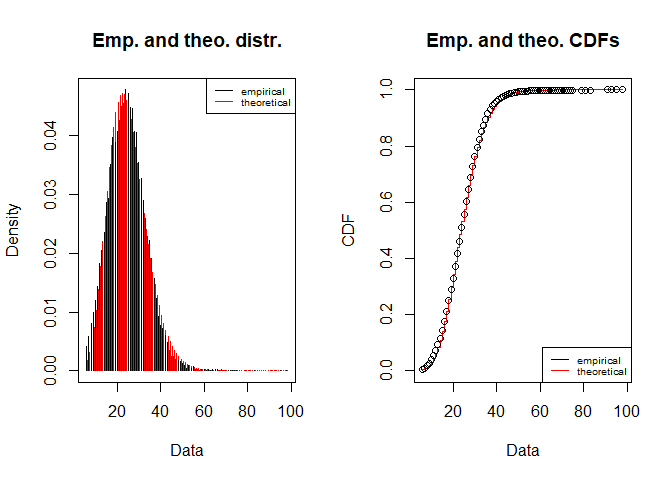 Emp. and theo. distr.
empirical
theoretical
Density
0.00
0.01
0.02
0.03
0.04
20 40 60 80 100
Data
Emp. and theo. CDFs
CDF
0.0
0.2
0.4
0.6
0.8
1.0
empirical
theoretical
20 40 60 80 100
Data